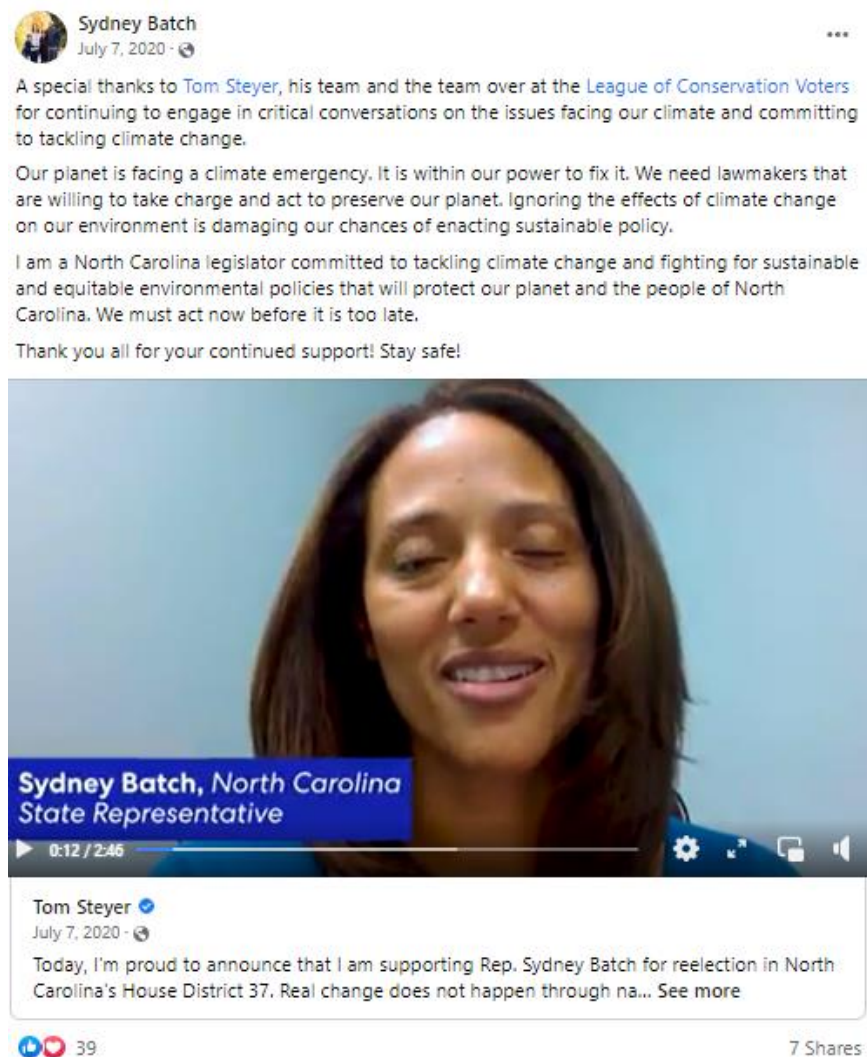 Sydney Batch
July 7, 2020 ·
A special thanks to Tom Steyer, his team and the team over at the League of Conservation Voters
for continuing to engage in critical conversations on the issues facing our climate and committing
to tackling climate change.
Our planet is facing a climate emergency. It is within our power to fix it. We need lawmakers that
are willing to take charge and act to preserve our planet. Ignoring the effects of climate change
on our environment is damaging our chances of enacting sustainable policy.
I am a North Carolina legislator committed to tackling climate change and fighting for sustainable
and equitable environmental policies that will protect our planet and the people of North
Carolina. We must act now before it is too late.
Thank you all for your continued support! Stay safe!
Sydney Batch, North Carolina
State Representative
0:12 / 2:46
Tom Steyer
July 7, 2020 ·
Today, I'm proud to announce that I am supporting Rep. Sydney Batch for reelection in North
Carolina's House District 37. Real change does not happen through na... See more
39
7 Shares